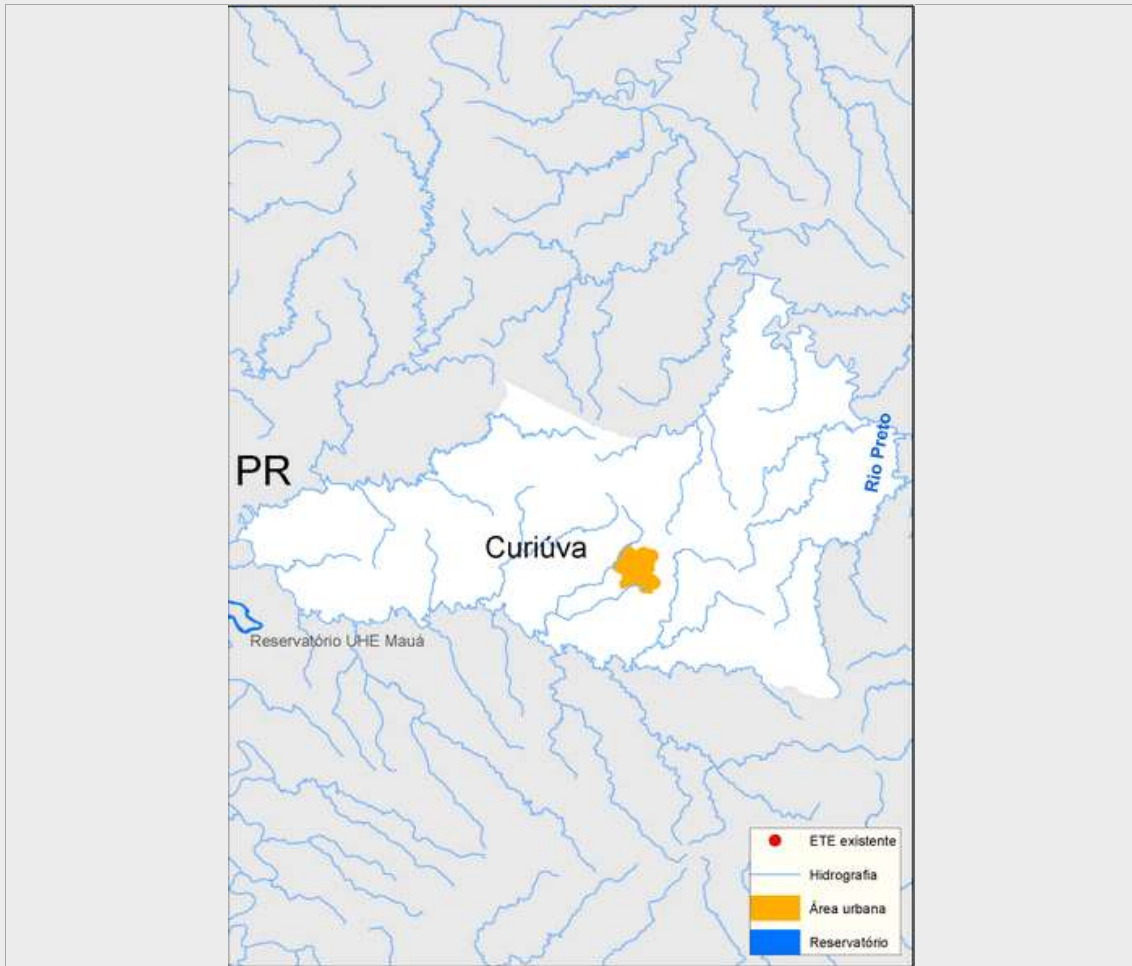 Rio Preto
PR
Curiúva
Reservatório UHE Mauá
ETE existente
Hidrografia
Área urbana
Reservatório